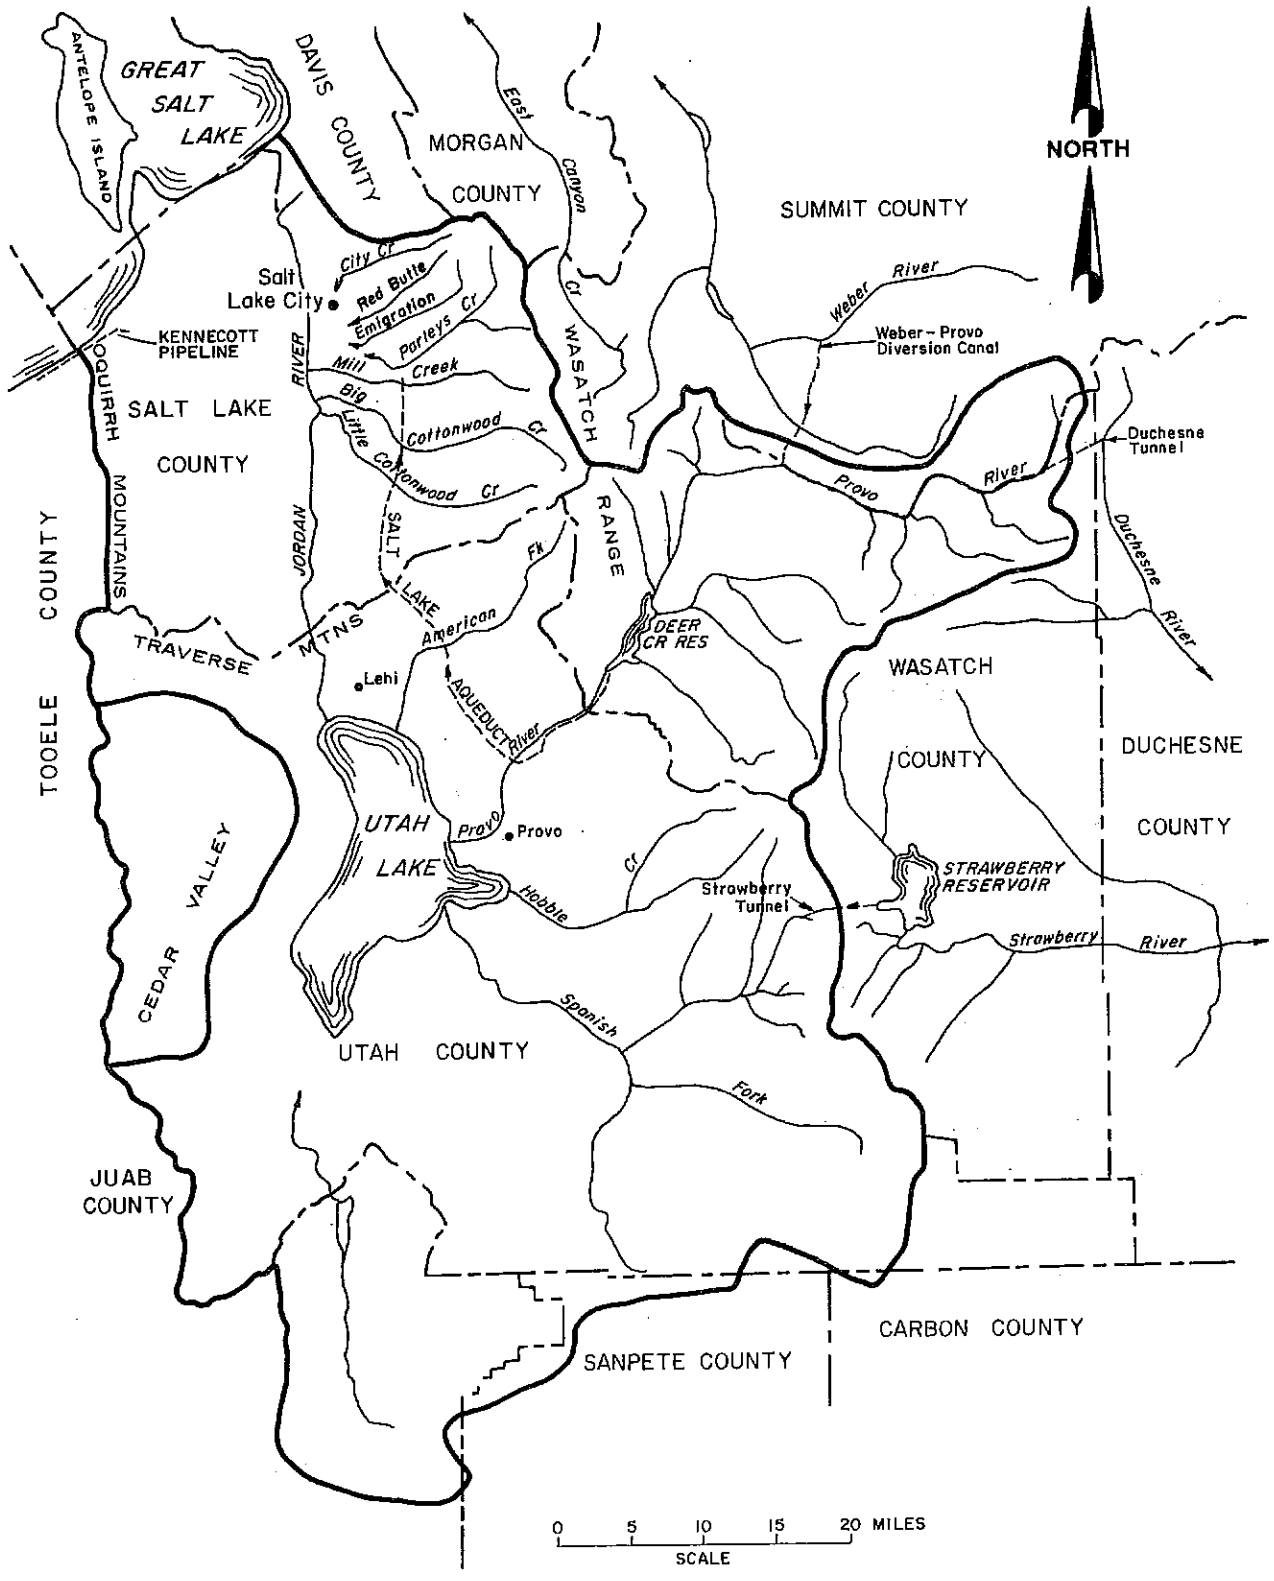 ANTELOPE ISLAND
GREAT
SALT
LAKE
DAVIS COUNTY
MORGAN
COUNTY
East
Canyon
Cr
NORTH
SUMMIT COUNTY
Weber River
Weber-Provo
Diversion Canal
Salt
Lake City
City Cr
Red Butte
Emigration
Parleys Cr
Mill Creek
Big
Cottonwood Cr
Little
Cottonwood Cr
KENNECOTT
PIPELINE
OQUIRRH
MOUNTAINS
SALT LAKE
COUNTY
JORDAN RIVER
WASATCH
RANGE
Provo River
Duchesne
Tunnel
Duchesne
River
TOOELE COUNTY
TRAVERSE MTNS
SALT
LAKE
AQUEDUCT
American Fk
DEER
CR RES
Lehi
WASATCH
COUNTY
DUCHESNE
COUNTY
CEDAR VALLEY
UTAH
LAKE
Provo River
Provo
Hobble Cr
Strawberry
Tunnel
STRAWBERRY
RESERVOIR
Strawberry River
Spanish
Fork
UTAH COUNTY
JUAB
COUNTY
SANPETE COUNTY
CARBON COUNTY
0 5 10 15 20 MILES
SCALE